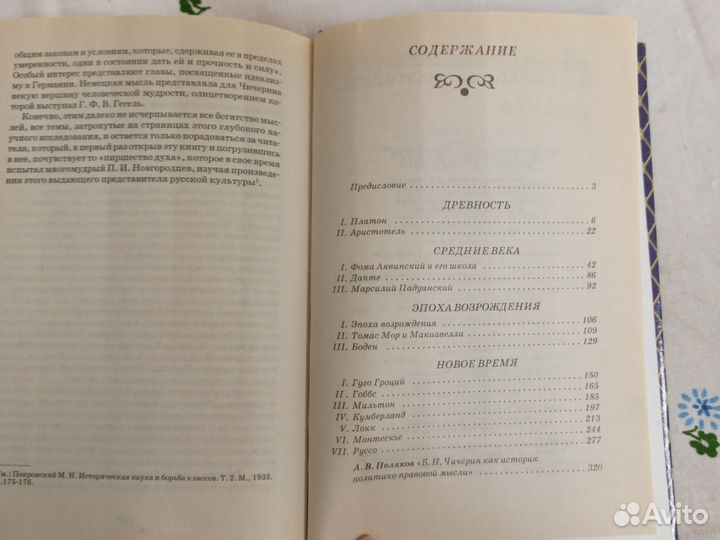 общим законам и условиям, которые, сдерживая ее в пределах
умеренности, одни в состоянии дать ей и прочность и силу».
Особый интерес представляют главы, посвященные идеализ-
му в Германии. Немецкая мысль представляла для Чичерина
некую вершину человеческой мудрости, олицетворением ко-
торой выступал Г. Ф. В. Гегель.
Конечно, этим далеко не исчерпывается все богатство мыс-
лей, все темы, затронутые на страницах этого глубокого на-
учного исследования, и остается только порадоваться за чита-
теля, который, в первый раз открыв эту книгу и погрузившись
в нее, почувствует то «пиршество духа», которое в свое время
испытал многомудрый П. И. Новгородцев, изучая произведе-
ния этого выдающегося представителя русской культуры¹.
м.: Покровский М. Н. Историческая наука и борьба классов. Т. 2. М., 1933.
.175-176.
СОДЕРЖАНИЕ
Предисловие 3
ДРЕВНОСТЬ
I. Платон 6
II. Аристотель 22
СРЕДНИЕ ВЕКА
I. Фома Аквинский и его школа 42
II. Данте 86
III. Марсилий Падуанский 92
ЭПОХА ВОЗРОЖДЕНИЯ
I. Эпоха возрождения 106
II. Томас Мор и Макиавелли 109
III. Боден 129
НОВОЕ ВРЕМЯ
I. Гуго Гроций 150
II. Гоббс 165
III. Мильтон 185
IV. Кумберланд 197
V. Локк 213
VI. Монтескье 244
VII. Руссо 277
А. В. Поляков «Б. Н. Чичерин как историк
политико-правовой мысли» 320
Avito